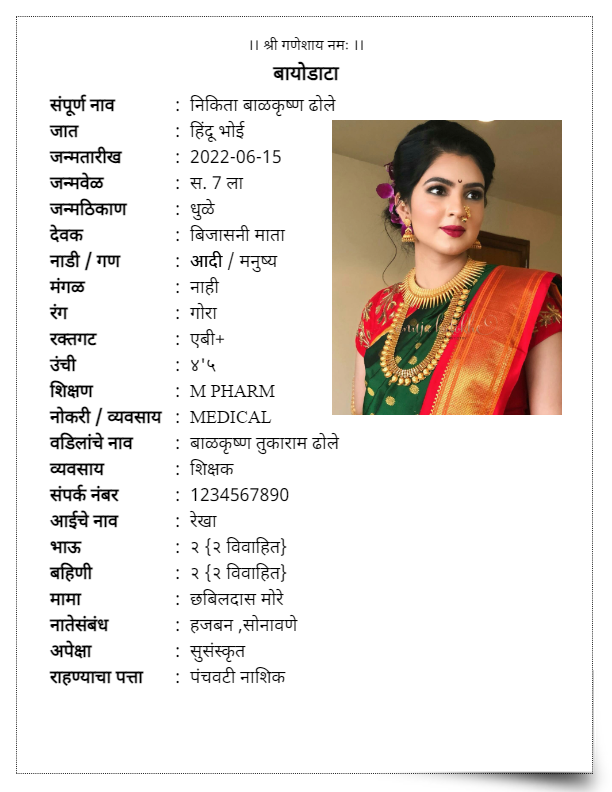 ।। श्री गणेशाय नमः ।।
बायोडाटा
संपूर्ण नाव : निकिता बाळकृष्ण ढोले
जात : हिंदू भोई
जन्मतारीख : 2022-06-15
जन्मवेळ : स. 7 ला
जन्मठिकाण : धुळे
देवक : बिजासनी माता
नाडी / गण : आदी / मनुष्य
मंगळ : नाही
रंग : गोरा
रक्तगट : एबी+
उंची : ४'५
शिक्षण : M PHARM
नोकरी / व्यवसाय : MEDICAL
वडिलांचे नाव : बाळकृष्ण तुकाराम ढोले
व्यवसाय : शिक्षक
संपर्क नंबर : 1234567890
आईचे नाव : रेखा
भाऊ : २ {२ विवाहित}
बहिणी : २ {२ विवाहित}
मामा : छबिलदास मोरे
नातेसंबंध : हजबन ,सोनावणे
अपेक्षा : सुसंस्कृत
राहण्याचा पत्ता : पंचवटी नाशिक